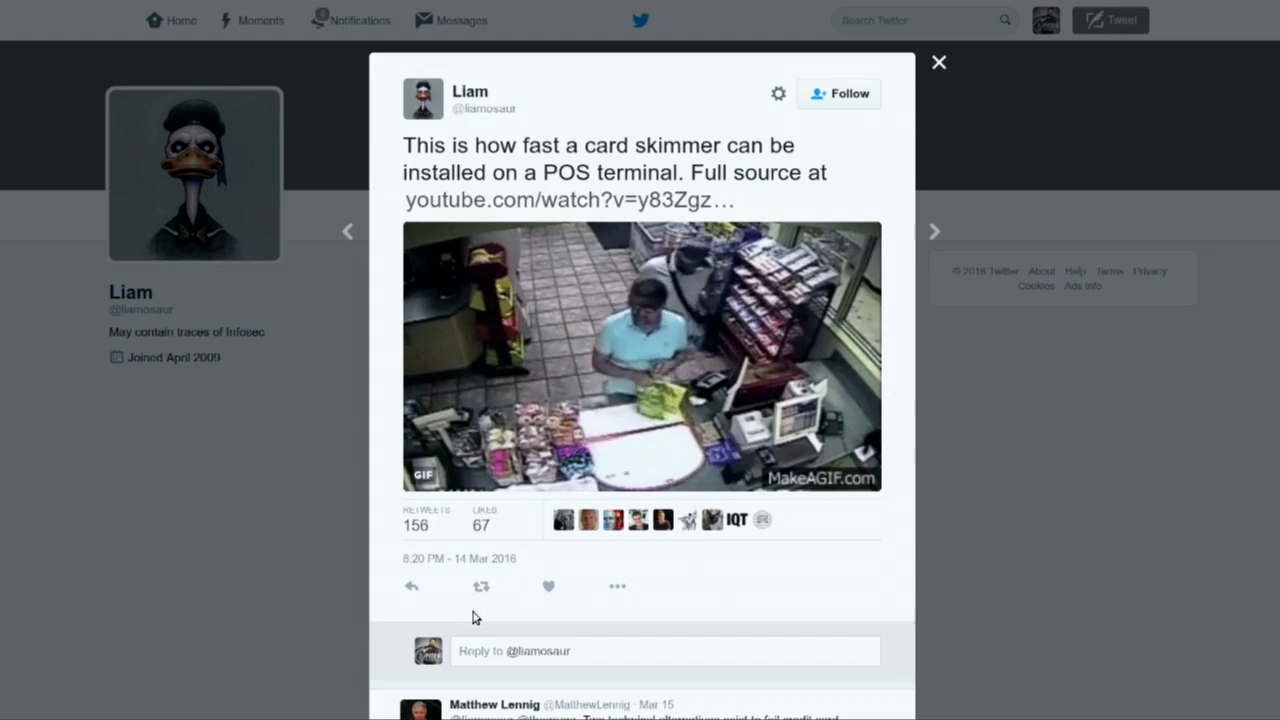 Home
Moments
4
Notifications
Messages
Search Twitter
Tweet
Liam
@liamosaur
Follow
This is how fast a card skimmer can be
installed on a POS terminal. Full source at
youtube.com/watch?v=y83Zgz…
GIF
MakeAGIF.com
RETWEETS
156
LIKES
67
IQT
8:20 PM - 14 Mar 2016
Reply to @liamosaur
Matthew Lennig @MatthewLennig · Mar 15
Liam
@liamosaur
May contain traces of Infosec
Joined April 2009
© 2016 Twitter About Help Terms Privacy
Cookies Ads info